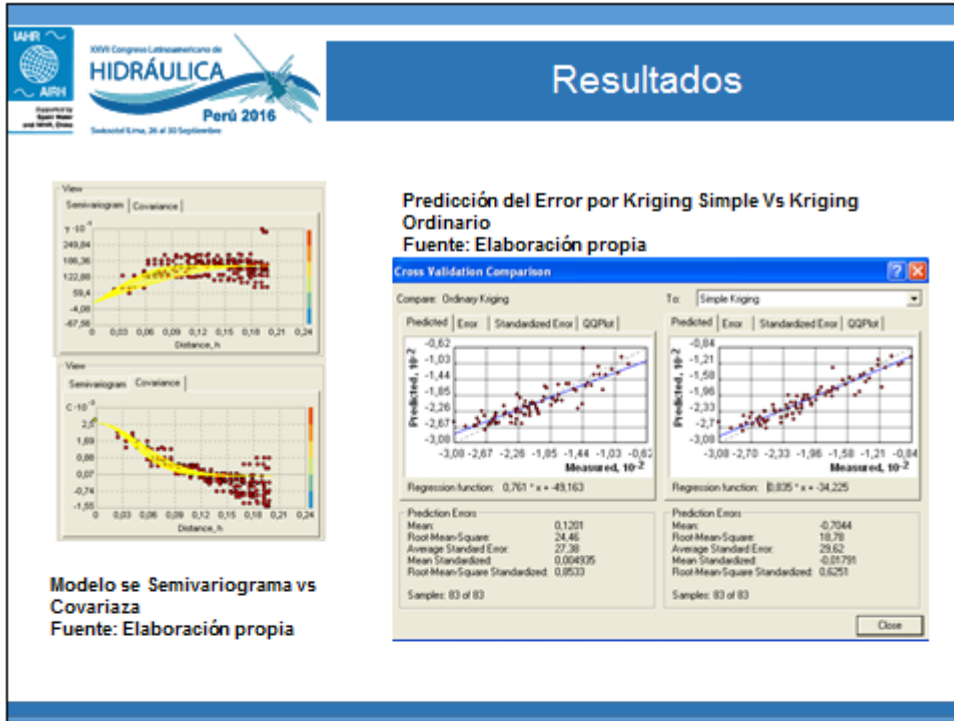 IAHR
AIRH
Supported by
Spain Water
and IWHR, China
XXVII Congreso Latinoamericano de
HIDRÁULICA
Perú 2016
Swissotel Lima, 26 al 30 Septiembre
Resultados
View
Semivariogram Covariance
249,84
186,36
122,88
59,4
-4,08
-67,56
0 0,03 0,06 0,09 0,12 0,15 0,18 0,21 0,24
Distance, h
View
Semivariogram Covariance
2,5
1,69
0,88
0,07
-0,74
-1,55
0 0,03 0,06 0,09 0,12 0,15 0,18 0,21 0,24
Distance, h
Modelo se Semivariograma vs
Covariaza
Fuente: Elaboración propia
Predicción del Error por Kriging Simple Vs Kriging
Ordinario
Fuente: Elaboración propia
Cross Validation Comparison
Compare: Ordinary Kriging
To: Simple Kriging
Predicted Error Standardized Error QQPlot
Predicted, 10-2
-0,62
-1,03
-1,44
-1,85
-2,26
-2,67
-3,08
-3,08 -2,67 -2,26 -1,85 -1,44 -1,03 -0,62
Measured, 10-2
Regression function: 0,761 * x + -49,163
Prediction Errors
Mean: 0,1201
Root-Mean-Square: 24,46
Average Standard Error: 27,38
Mean Standardized: 0,004935
Root-Mean-Square Standardized: 0,8533
Samples: 83 of 83
Predicted Error Standardized Error QQPlot
Predicted, 10-2
-0,84
-1,21
-1,58
-1,96
-2,33
-2,7
-3,08
-3,08 -2,70 -2,33 -1,96 -1,58 -1,21 -0,84
Measured, 10-2
Regression function: 0,835 * x + -34,225
Prediction Errors
Mean: -0,7044
Root-Mean-Square: 18,78
Average Standard Error: 29,62
Mean Standardized: -0,01791
Root-Mean-Square Standardized: 0,6251
Samples: 83 of 83
Close